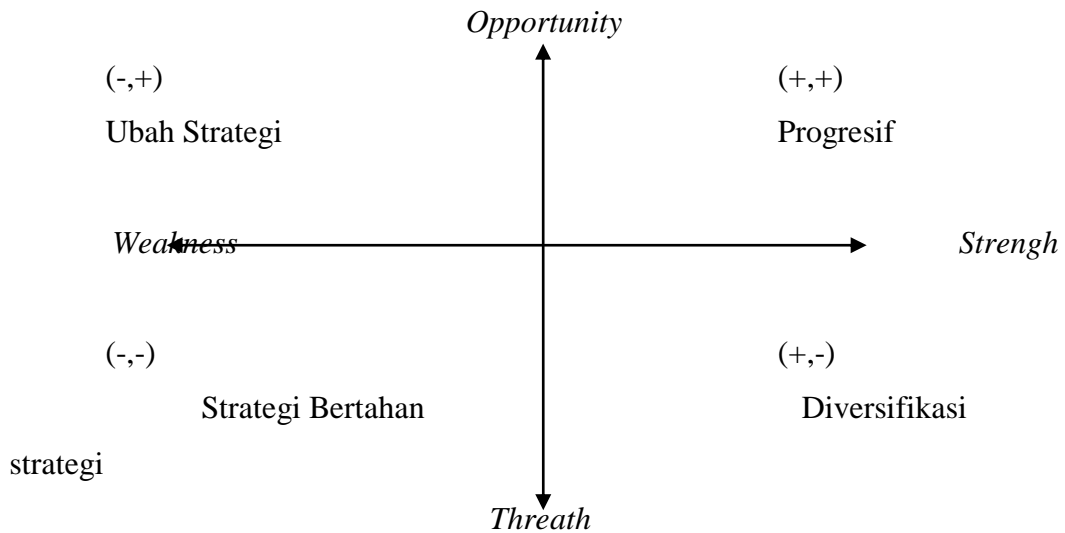 Opportunity
(-,+) (+,+)
Ubah Strategi Progresif
Weakness Strengh
(-,-) (+,-)
Strategi Bertahan Diversifikasi
strategi
Threath